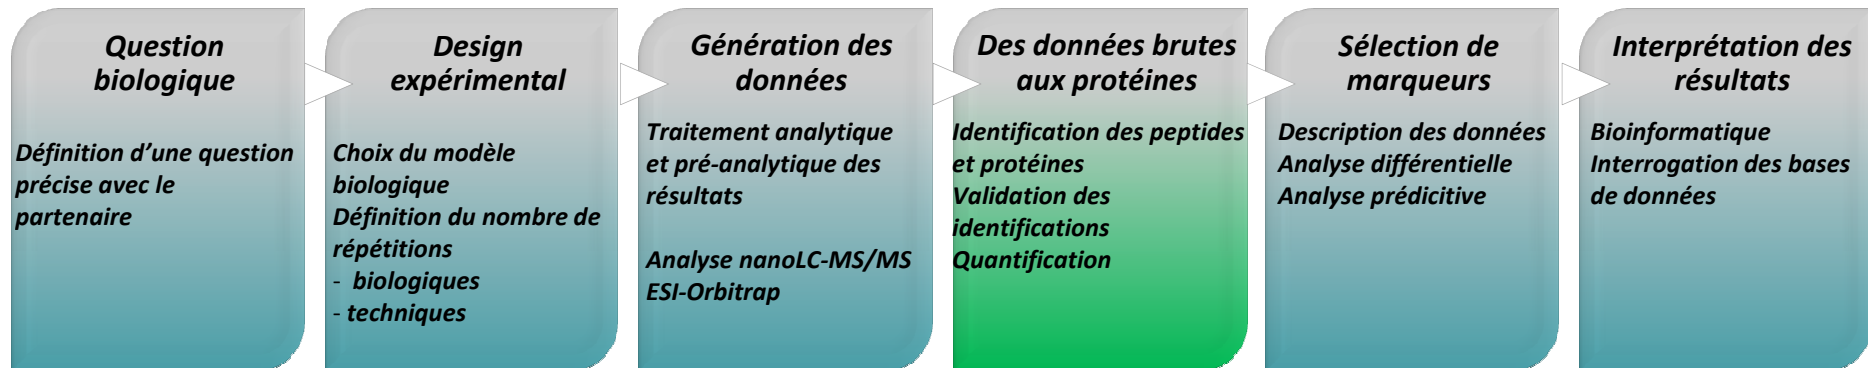 Question
biologique
Définition d’une question
précise avec le
partenaire
Design
expérimental
Choix du modèle
biologique
Définition du nombre de
répétitions
- biologiques
- techniques
Génération des
données
Traitement analytique
et pré-analytique des
résultats
Analyse nanoLC-MS/MS
ESI-Orbitrap
Des données brutes
aux protéines
Identification des peptides
et protéines
Validation des
identifications
Quantification
Sélection de
marqueurs
Description des données
Analyse différentielle
Analyse prédicitive
Interprétation des
résultats
Bioinformatique
Interrogation des bases
de données